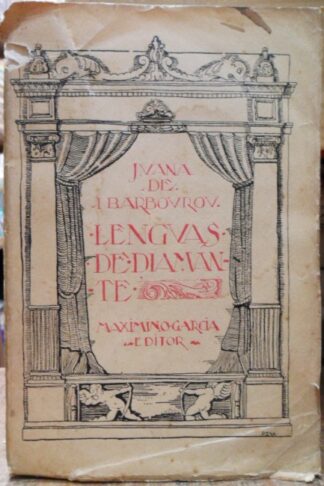 JVANA
DE
IBARBOVROV
·LENGVAS·
·DE·DIAMAN·
·TE·
MAXIMINO·GARCIA
EDITOR